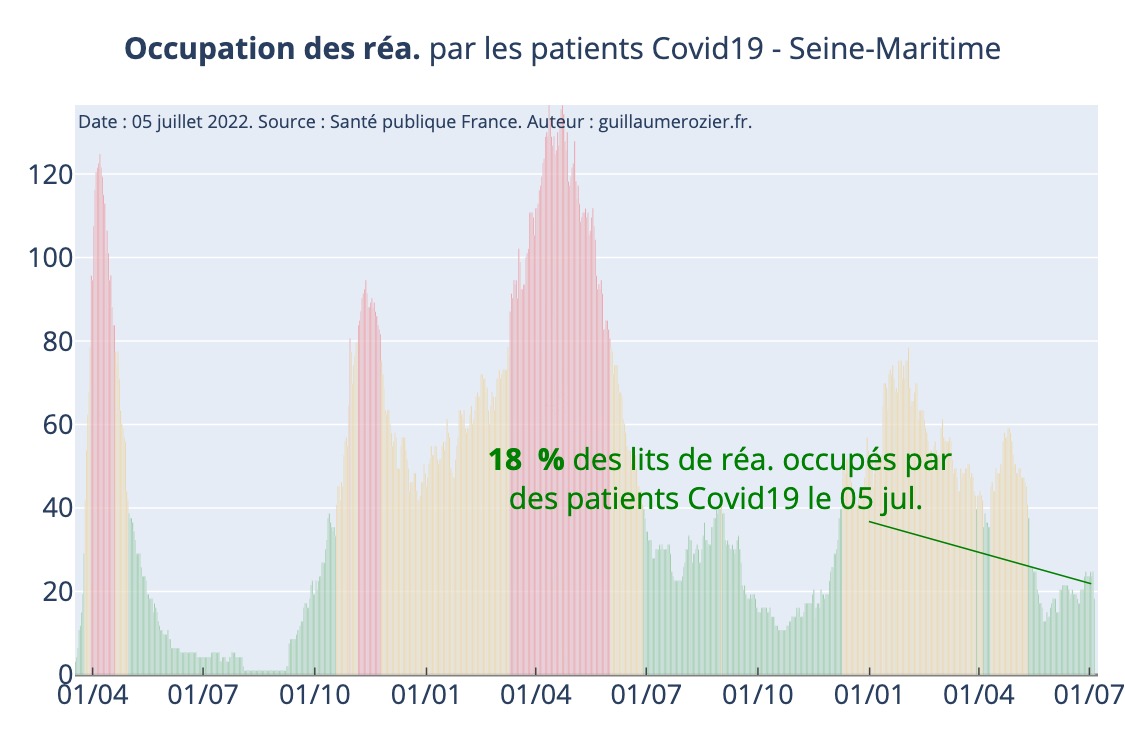 Occupation des réa. par les patients Covid19 - Seine-Maritime
Date : 05 juillet 2022. Source : Santé publique France. Auteur : guillaumerozier.fr.
120
100
80
60
40
20
0
18 % des lits de réa. occupés par
des patients Covid19 le 05 jul.
01/04 01/07 01/10 01/01 01/04 01/07 01/10 01/01 01/04 01/07